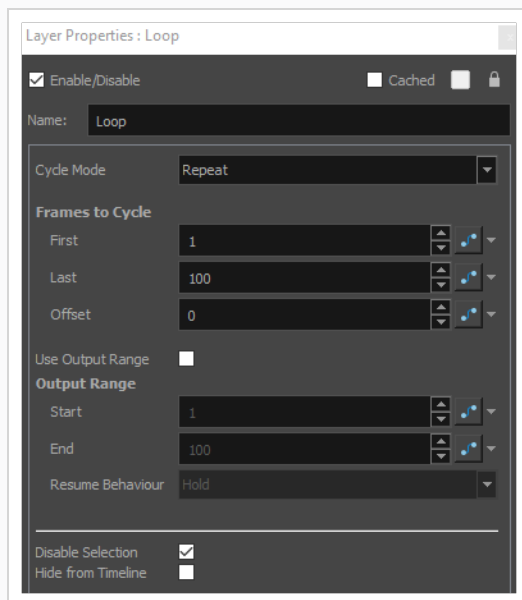 Layer Properties : Loop
Enable/Disable
Cached
Name: Loop
Cycle Mode Repeat
Frames to Cycle
First 1
Last 100
Offset 0
Use Output Range
Output Range
Start 1
End 100
Resume Behaviour Hold
Disable Selection
Hide from Timeline